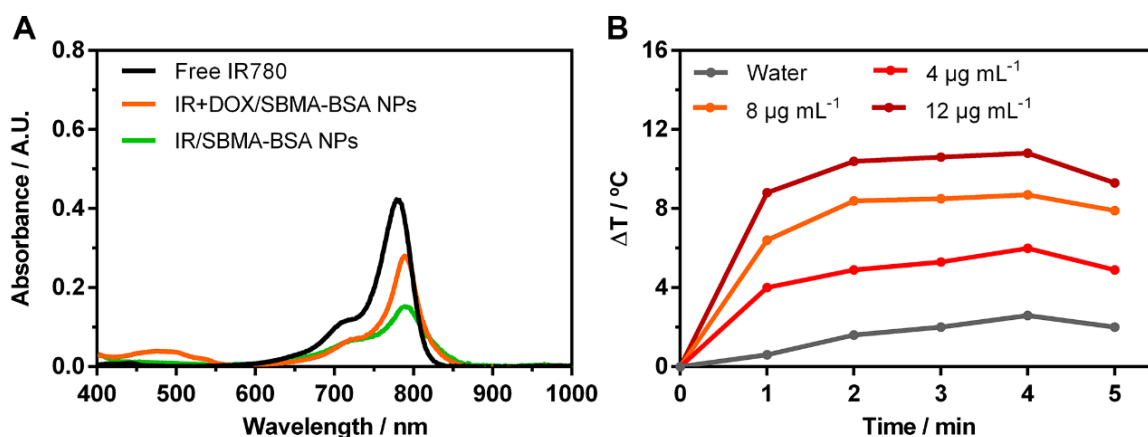 A
0.8
0.6
0.4
0.2
0.0
Absorbance / A.U.
Free IR780
IR+DOX/SBMA-BSA NPs
IR/SBMA-BSA NPs
400 500 600 700 800 900 1000
Wavelength / nm
B
16
12
8
4
0
ΔT / ºC
Water
4 µg mL⁻¹
8 µg mL⁻¹
12 µg mL⁻¹
0 1 2 3 4 5
Time / min